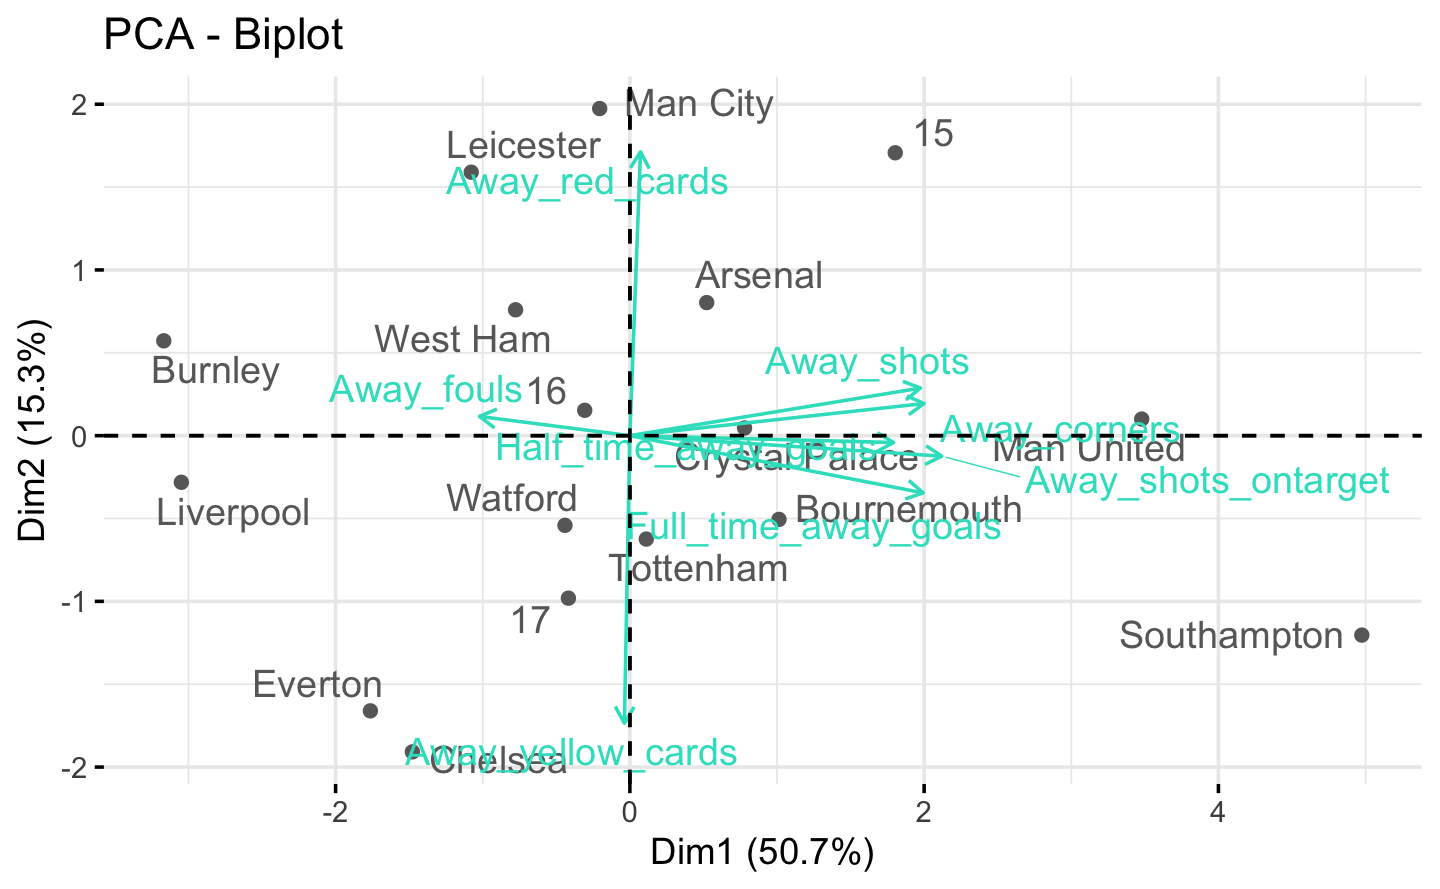 PCA - Biplot
Man City
15
Leicester
Away_red_cards
Arsenal
West Ham
Away_shots
Burnley
Away_fouls
16
Away_corners
Half_time_away_goals
Crystal Palace
Man United
Away_shots_ontarget
Watford
Liverpool
Bournemouth
Full_time_away_goals
Tottenham
17
Southampton
Everton
Away_yellow_cards
Chelsea
2
1
0
-1
-2
Dim2 (15.3%)
-2
0
2
4
Dim1 (50.7%)